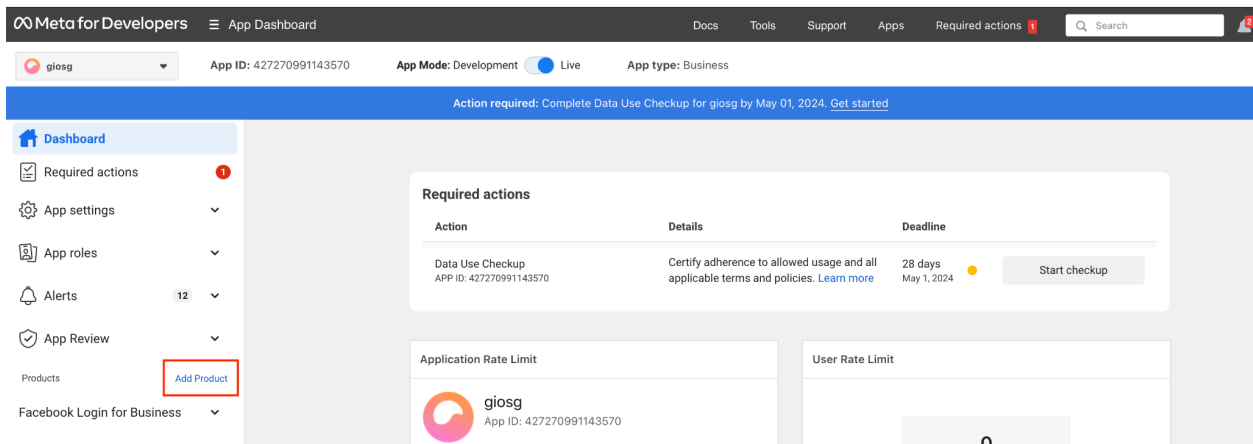 Meta for Developers ☰ App Dashboard Docs Tools Support Apps Required actions 1 Search 2
giosg App ID: 427270991143570 App Mode: Development Live App type: Business
Action required: Complete Data Use Checkup for giosg by May 01, 2024. Get started
Dashboard
Required actions 1
App settings
App roles
Alerts 12
App Review
Products Add Product
Facebook Login for Business
Required actions
Action Details Deadline
Data Use Checkup
APP ID: 427270991143570
Certify adherence to allowed usage and all
applicable terms and policies. Learn more
28 days
May 1, 2024
Start checkup
Application Rate Limit
giosg
App ID: 427270991143570
User Rate Limit